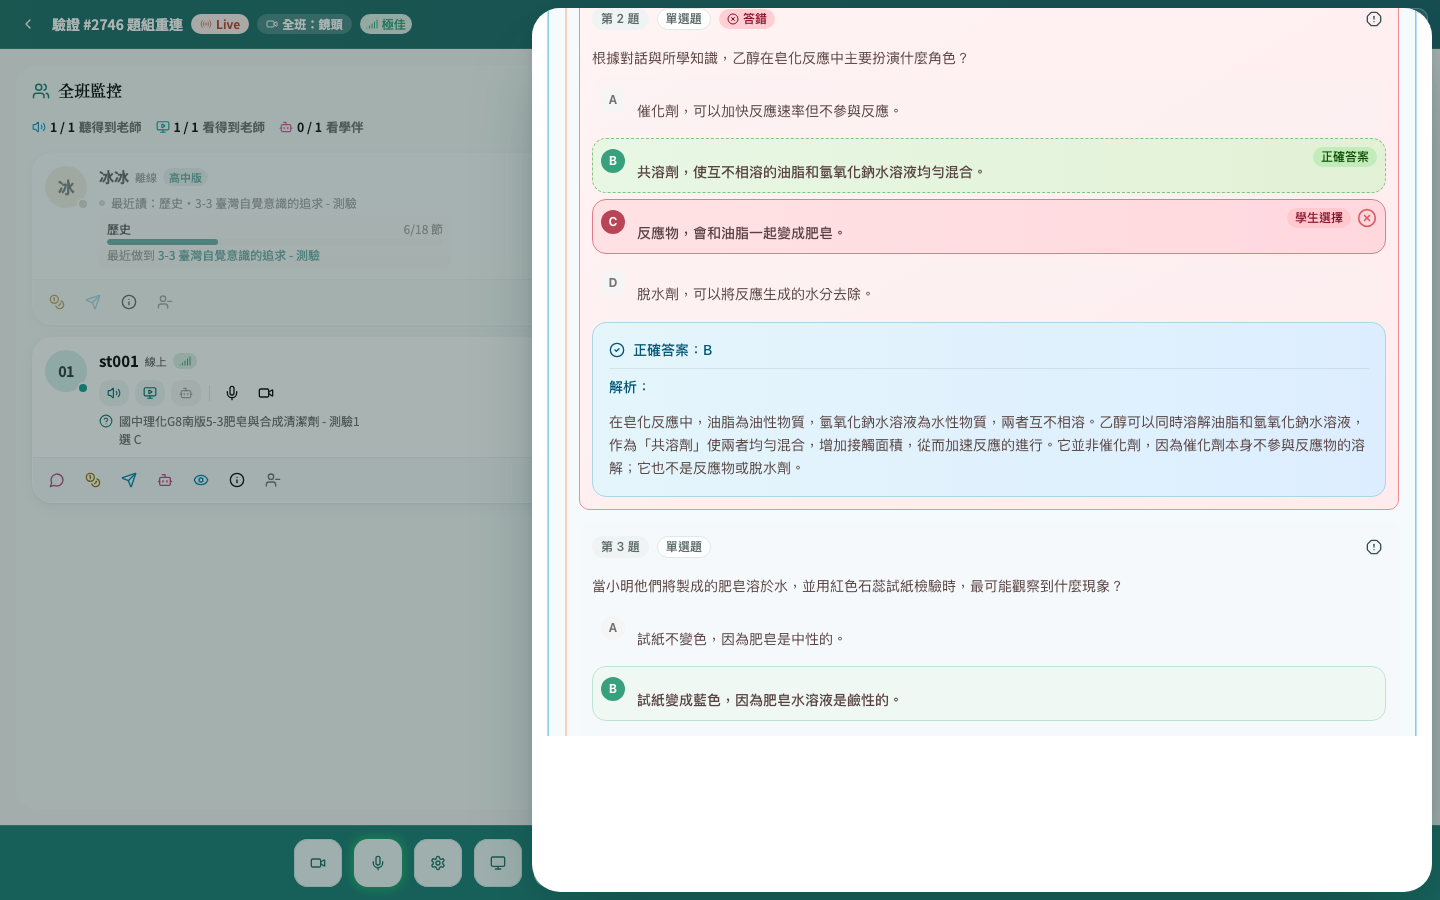 驗證 #2746 題組重連
Live
全班：鏡頭
極佳
全班監控
1 / 1 聽得到老師
1 / 1 看得到老師
0 / 1 看學伴
冰
冰冰 離線 高中版
最近讀：歷史・3-3 臺灣自覺意識的追求 - 測驗
歷史 6/18 節
最近做到 3-3 臺灣自覺意識的追求 - 測驗
01
st001 線上
國中理化G8南版5-3肥皂與合成清潔劑 - 測驗1
選 C
第 2 題 單選題 答錯
根據對話與所學知識，乙醇在皂化反應中主要扮演什麼角色？
A
催化劑，可以加快反應速率但不參與反應。
B
正確答案
共溶劑，使互不相溶的油脂和氫氧化鈉水溶液均勻混合。
C
學生選擇
反應物，會和油脂一起變成肥皂。
D
脫水劑，可以將反應生成的水分去除。
正確答案：B
解析：
在皂化反應中，油脂為油性物質，氫氧化鈉水溶液為水性物質，兩者互不相溶。乙醇可以同時溶解油脂和氫氧化鈉水溶液，
作為「共溶劑」使兩者均勻混合，增加接觸面積，從而加速反應的進行。它並非催化劑，因為催化劑本身不參與反應物的溶
解；它也不是反應物或脫水劑。
第 3 題 單選題
當小明他們將製成的肥皂溶於水，並用紅色石蕊試紙檢驗時，最可能觀察到什麼現象？
A
試紙不變色，因為肥皂是中性的。
B
試紙變成藍色，因為肥皂水溶液是鹼性的。